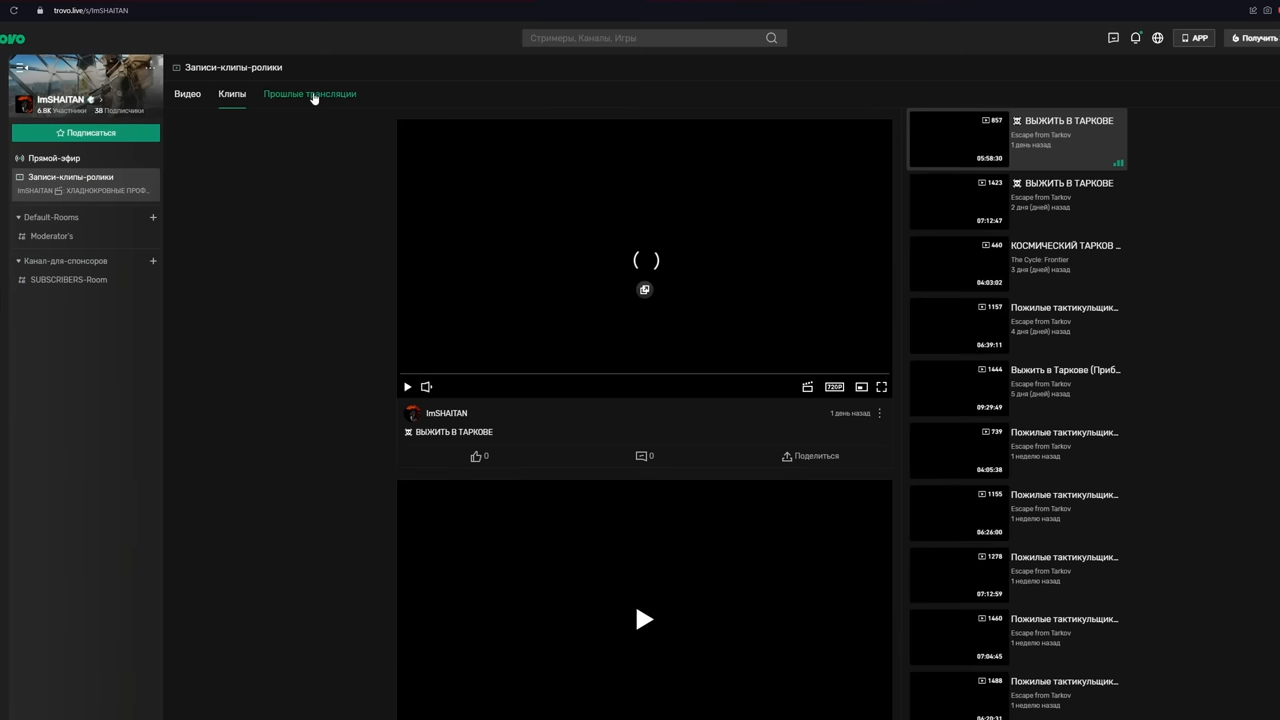 trovo.live/s/ImSHAITAN
ovo
Стримеры, Каналы, Игры
APP
Получить
ImSHAITAN
6.8K Участники 38 Подписчики
Подписаться
Прямой-эфир
Записи-клипы-ролики
ImSHAITAN ХЛАДНОКРОВНЫЕ ПРОФ...
Default-Rooms
Moderator's
Канал-для-спонсоров
SUBSCRIBERS-Room
Записи-клипы-ролики
Видео Клипы Прошлые трансляции
720P
ImSHAITAN
1 день назад
ВЫЖИТЬ В ТАРКОВЕ
0
0
Поделиться
857
05:58:30
ВЫЖИТЬ В ТАРКОВЕ
Escape from Tarkov
1 день назад
1423
07:12:47
ВЫЖИТЬ В ТАРКОВЕ
Escape from Tarkov
2 дня (дней) назад
460
04:03:02
КОСМИЧЕСКИЙ ТАРКОВ ...
The Cycle: Frontier
3 дня (дней) назад
1157
06:39:11
Пожилые тактикульщик...
Escape from Tarkov
4 дня (дней) назад
1444
09:29:49
Выжить в Таркове (Приб...
Escape from Tarkov
5 дня (дней) назад
739
04:05:38
Пожилые тактикульщик...
Escape from Tarkov
1 неделю назад
1155
06:26:00
Пожилые тактикульщик...
Escape from Tarkov
1 неделю назад
1278
07:12:59
Пожилые тактикульщик...
Escape from Tarkov
1 неделю назад
1460
07:04:45
Пожилые тактикульщик...
Escape from Tarkov
1 неделю назад
1488
06:20:31
Пожилые тактикульщик...
Escape from Tarkov
1 неделю назад